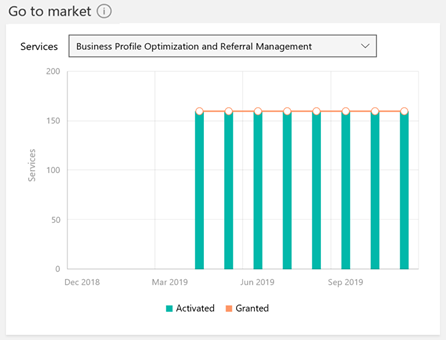 Go to market
Services Business Profile Optimization and Referral Management
200
150
100
50
0
Services
Dec 2018 Mar 2019 Jun 2019 Sep 2019
Activated Granted